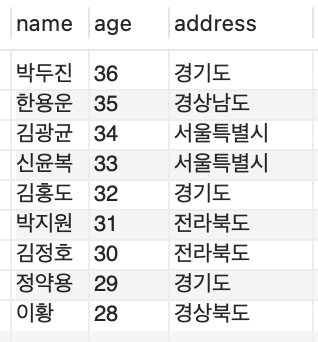 name age address
박두진 36 경기도
한용운 35 경상남도
김광균 34 서울특별시
신윤복 33 서울특별시
김홍도 32 경기도
박지원 31 전라북도
김정호 30 전라북도
정약용 29 경기도
이황 28 경상북도